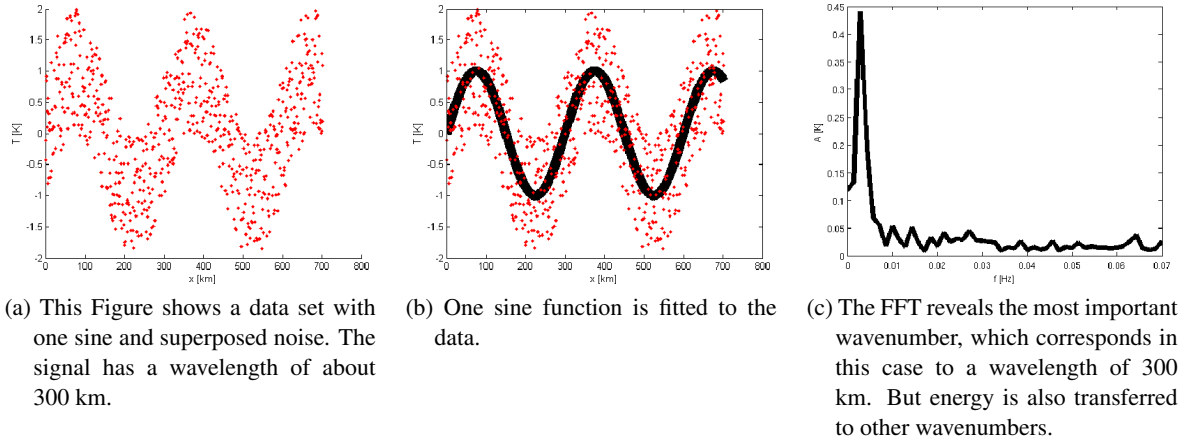 2
1.5
1
0.5
0
-0.5
-1
-1.5
-2
T [K]
0 100 200 300 400 500 600 700 800
x [km]
2
1.5
1
0.5
0
-0.5
-1
-1.5
-2
T [K]
0 100 200 300 400 500 600 700 800
x [km]
0.45
0.4
0.35
0.3
0.25
0.2
0.15
0.1
0.05
0
A [K]
0 0.01 0.02 0.03 0.04 0.05 0.06 0.07
f [Hz]
(a) This Figure shows a data set with
one sine and superposed noise. The
signal has a wavelength of about
300 km.
(b) One sine function is fitted to the
data.
(c) The FFT reveals the most important
wavenumber, which corresponds in
this case to a wavelength of 300
km. But energy is also transferred
to other wavenumbers.